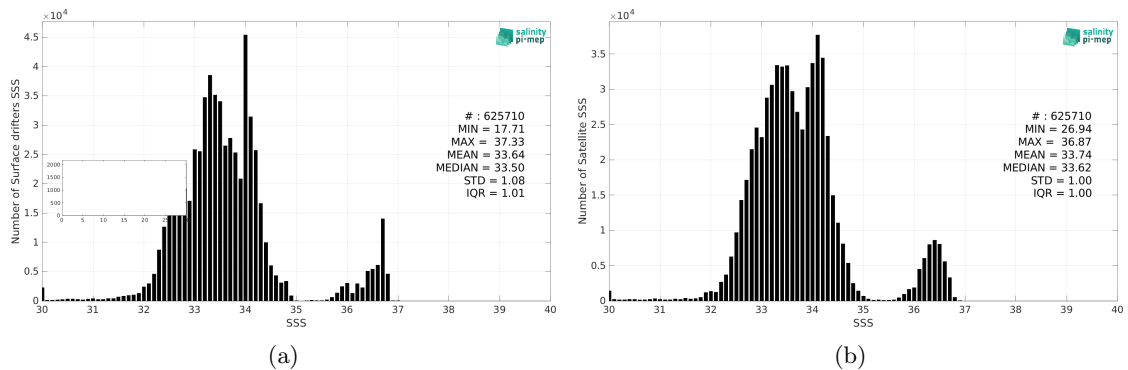 ×10⁴
4.5
4
3.5
3
2.5
2
1.5
1
0.5
0
Number of Surface drifters SSS
2000
1500
1000
500
0
0 5 10 15 20 25
salinity
pi-mep
# : 625710
MIN = 17.71
MAX = 37.33
MEAN = 33.64
MEDIAN = 33.50
STD = 1.08
IQR = 1.01
30 31 32 33 34 35 36 37 38 39 40
SSS
(a)
×10⁴
3.5
3
2.5
2
1.5
1
0.5
0
Number of Satellite SSS
salinity
pi-mep
# : 625710
MIN = 26.94
MAX = 36.87
MEAN = 33.74
MEDIAN = 33.62
STD = 1.00
IQR = 1.00
30 31 32 33 34 35 36 37 38 39 40
SSS
(b)